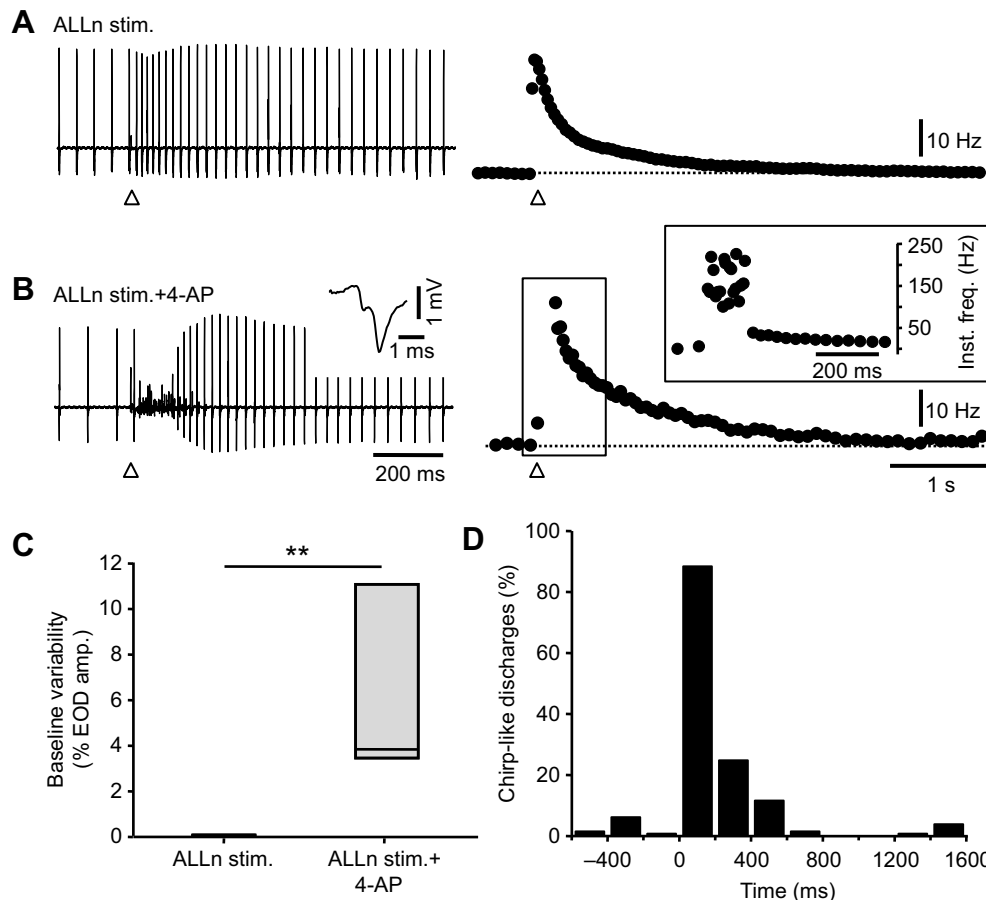 A
ALLn stim.
10 Hz
B
ALLn stim.+4-AP
1 mV
1 ms
200 ms
250
150
50
Inst. freq. (Hz)
200 ms
10 Hz
1 s
C
**
12
10
8
6
4
2
0
Baseline variability
(% EOD amp.)
ALLn stim.
ALLn stim.+
4-AP
D
100
80
60
40
20
0
Chirp-like discharges (%)
–400 0 400 800 1200 1600
Time (ms)